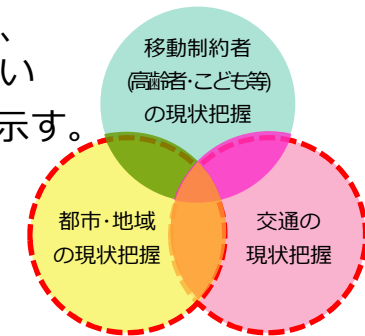 、
い
示す。
移動制約者
(高齢者・こども等)
の現状把握
都市・地域
の現状把握
交通の
現状把握